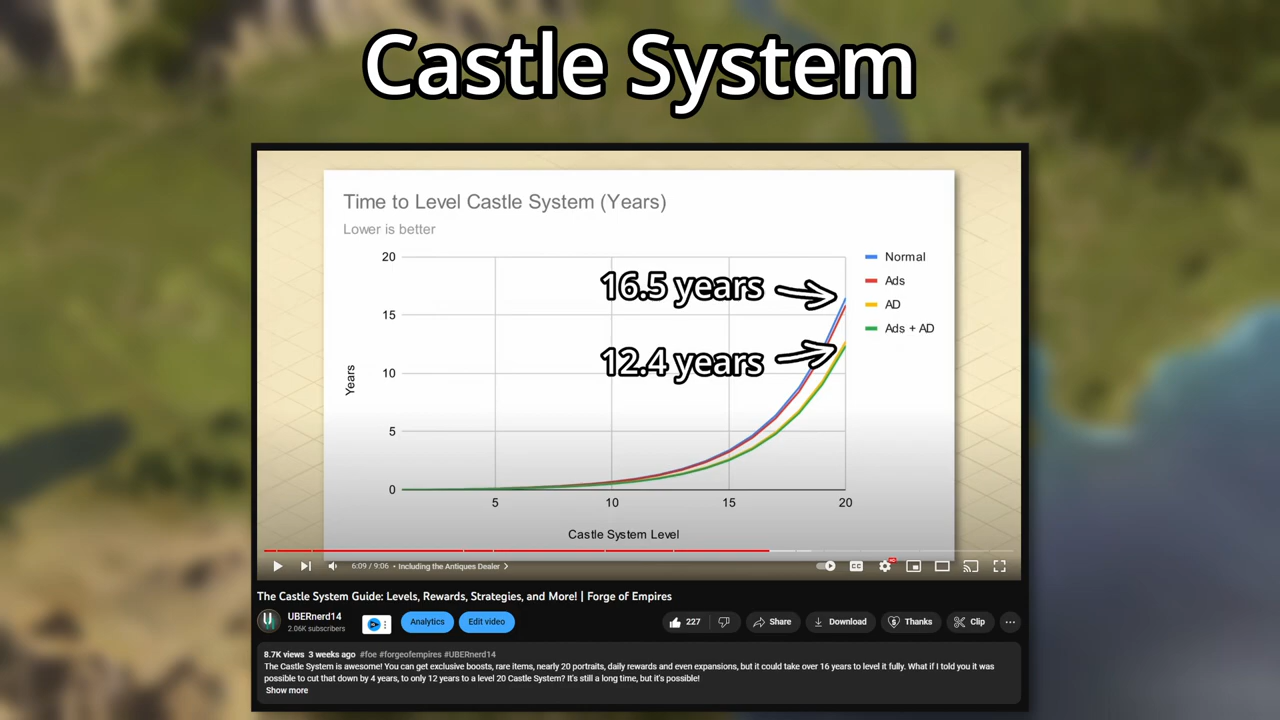 Castle System
Time to Level Castle System (Years)
Lower is better
20
15
10
5
0
Years
5
10
15
20
Castle System Level
16.5 years
12.4 years
Normal
Ads
AD
Ads + AD
6:09 / 9:06 • Including the Antiques Dealer
CC
HD
The Castle System Guide: Levels, Rewards, Strategies, and More! | Forge of Empires
UBERnerd14
2.06K subscribers
Analytics
Edit video
227
Share
Download
Thanks
Clip
8.7K views 3 weeks ago #foe #forgeofempires #UBERnerd14
The Castle System is awesome! You can get exclusive boosts, rare items, nearly 20 portraits, daily rewards and even expansions, but it could take over 16 years to level it fully. What if I told you it was
possible to cut that down by 4 years, to only 12 years to a level 20 Castle System? It's still a long time, but it's possible!
Show more